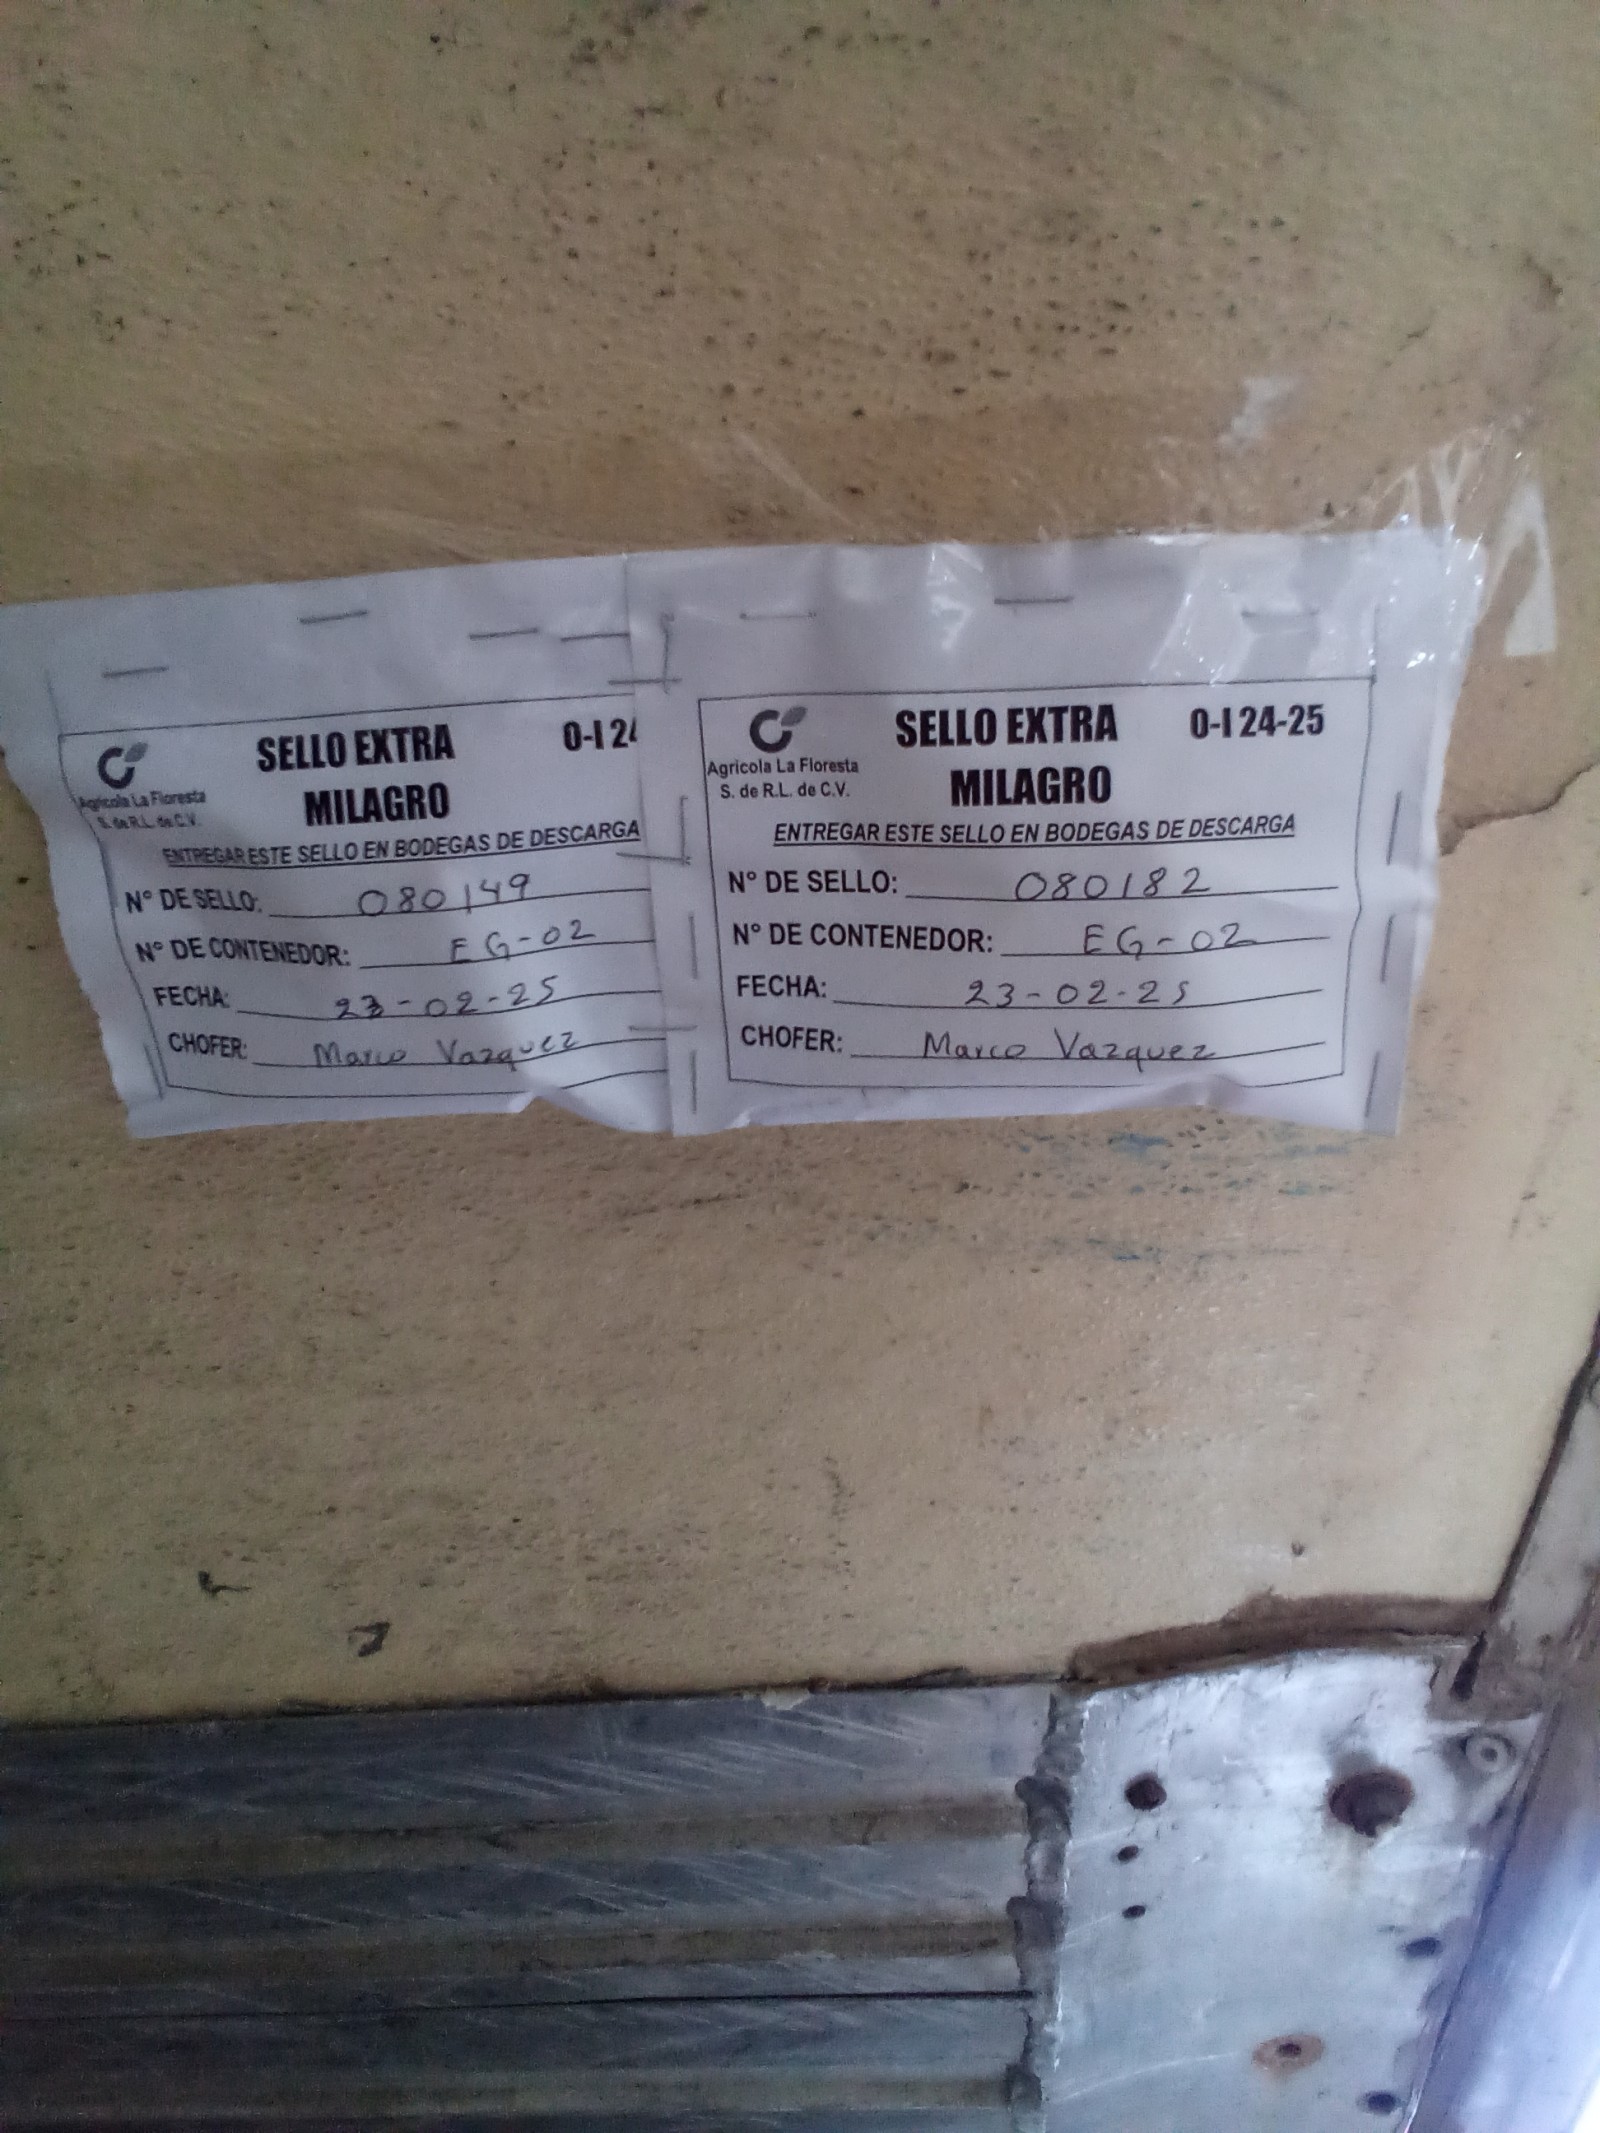 SELLO EXTRA 0-I 24
MILAGRO
Agricola La Floresta
S. de R.L. de C.V.
ENTREGAR ESTE SELLO EN BODEGAS DE DESCARGA
N° DE SELLO: 080149
N° DE CONTENEDOR: EG-02
FECHA: 23-02-25
CHOFER: Marco Vazquez
SELLO EXTRA 0-I 24-25
MILAGRO
Agricola La Floresta
S. de R.L. de C.V.
ENTREGAR ESTE SELLO EN BODEGAS DE DESCARGA
N° DE SELLO: 080182
N° DE CONTENEDOR: EG-02
FECHA: 23-02-25
CHOFER: Marco Vazquez